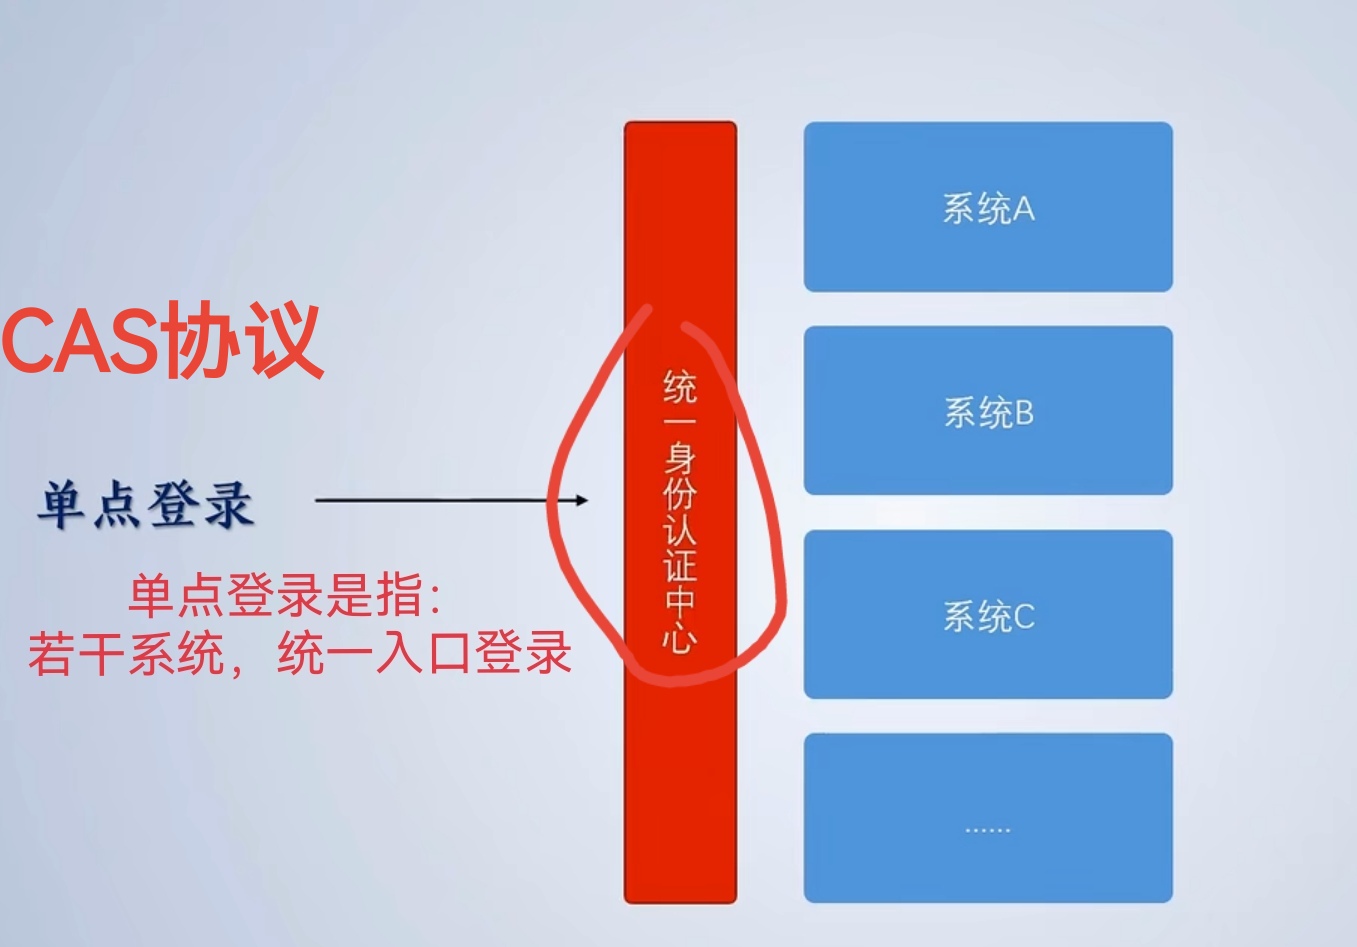 CAS协议
单点登录
单点登录是指：
若干系统，统一入口登录
统一身份认证中心
系统A
系统B
系统C
......